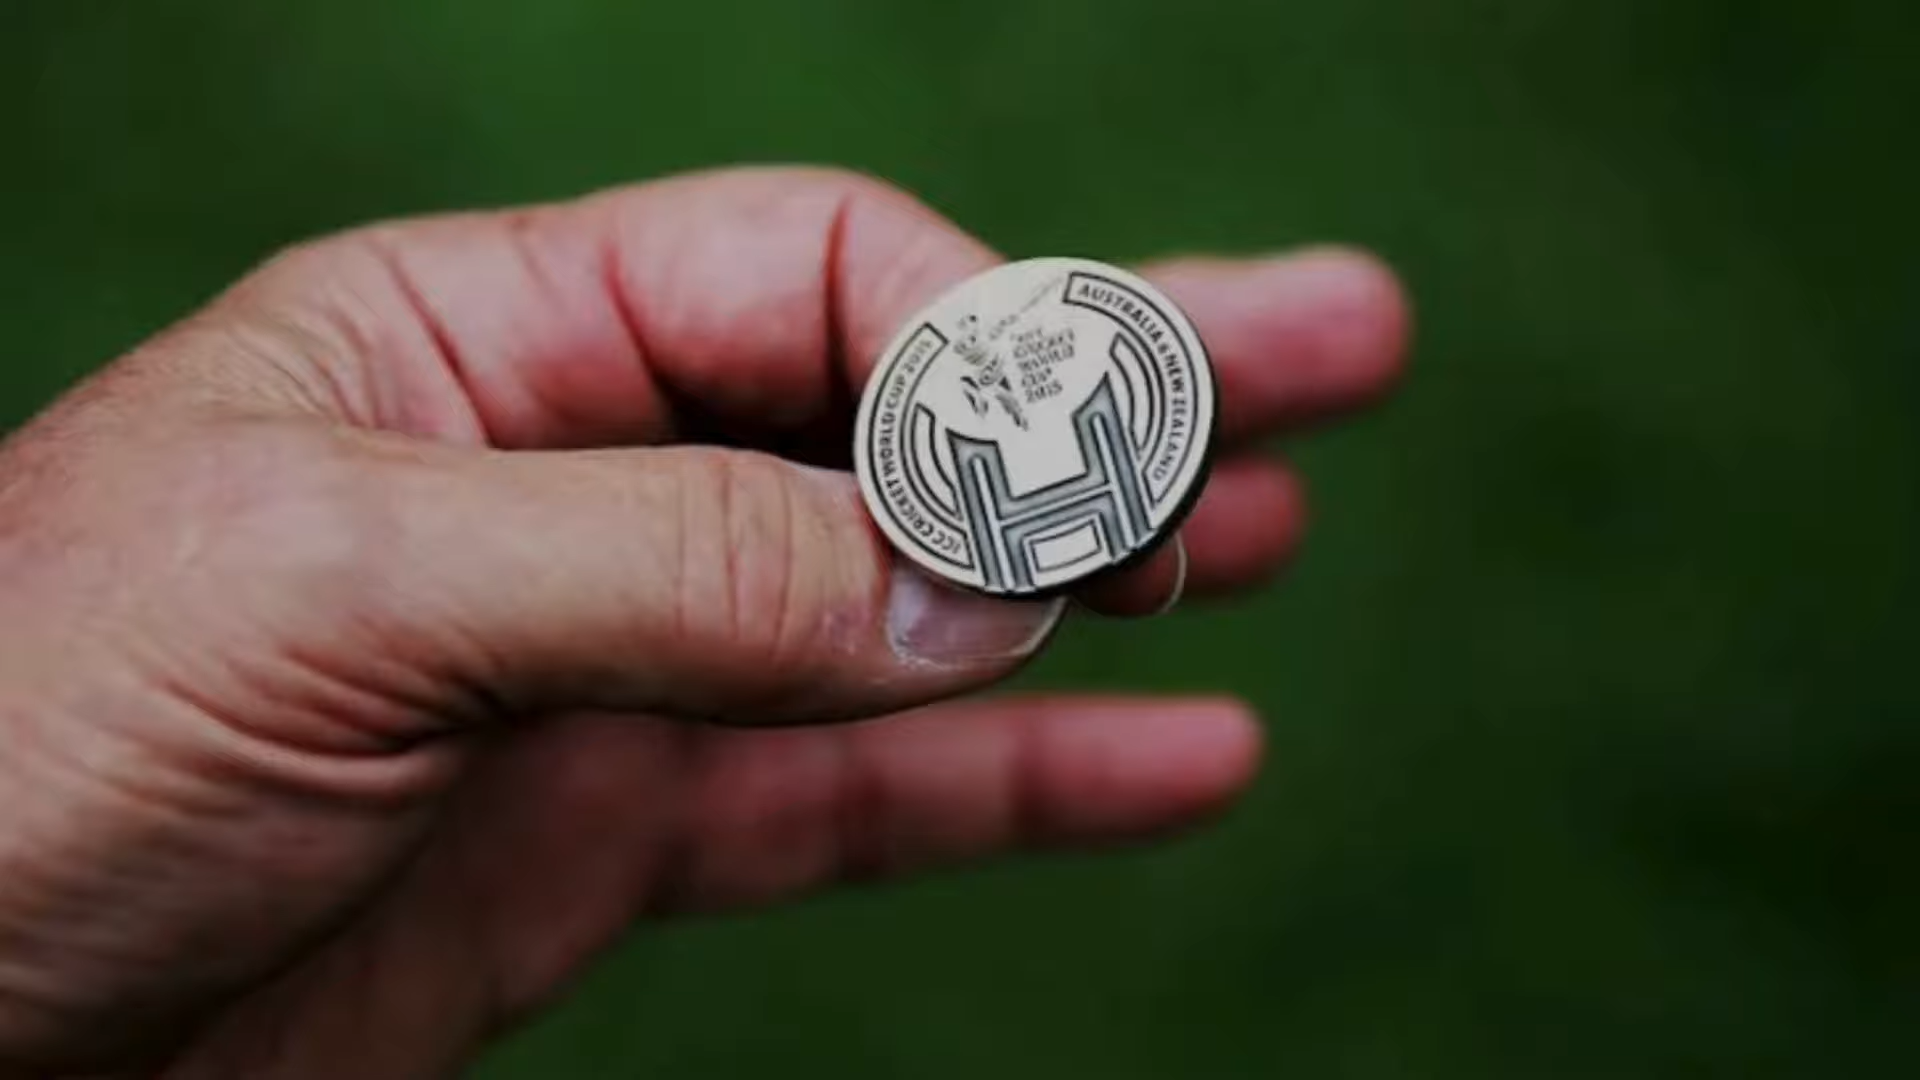 ICC CRICKET WORLD CUP 2015
AUSTRALIA & NEW ZEALAND
ICC
CRICKET
WORLD
CUP
2015
H